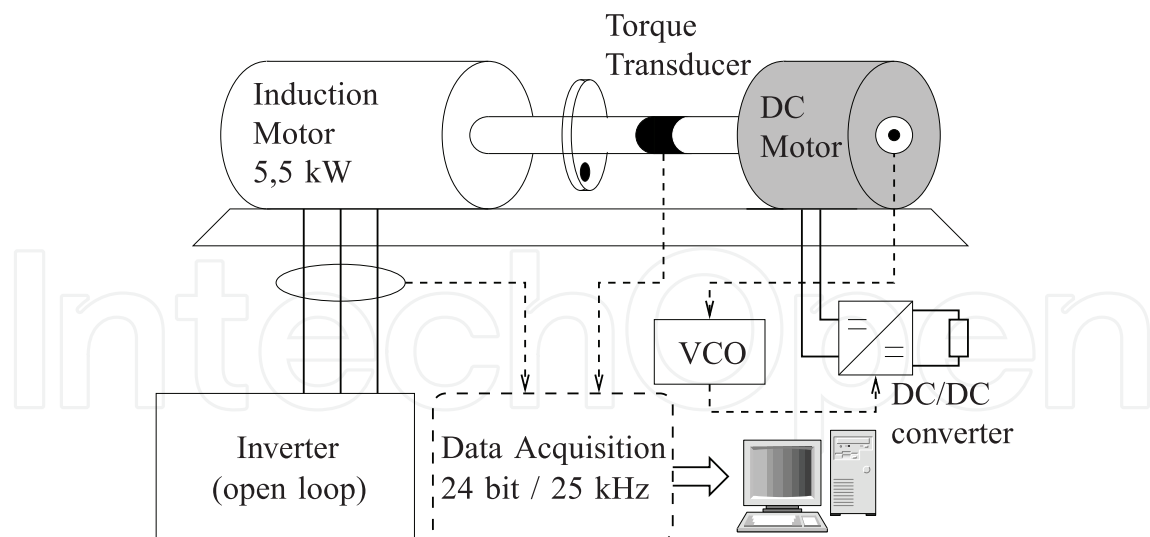 Torque
Transducer
Induction
Motor
5,5 kW
DC
Motor
VCO
DC/DC
converter
Inverter
(open loop)
Data Acquisition
24 bit / 25 kHz
IntechOpen